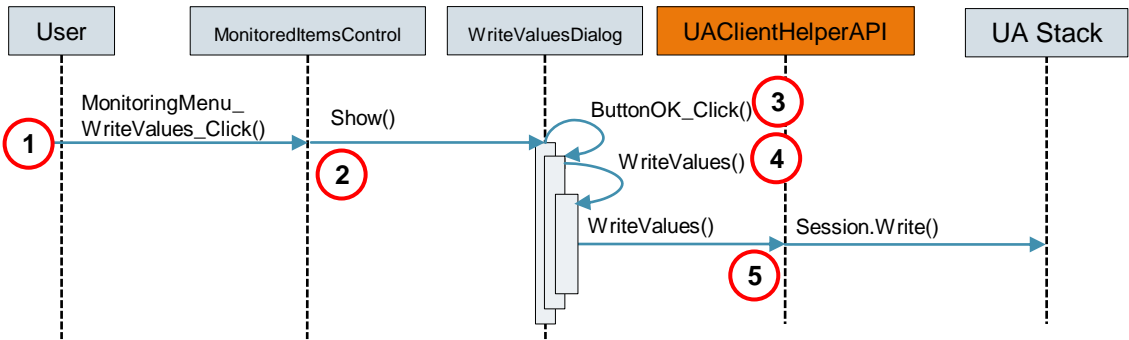 User
MonitoredItemsControl
WriteValuesDialog
UAClientHelperAPI
UA Stack
MonitoringMenu_
WriteValues_Click()
1
Show()
2
ButtonOK_Click()
3
WriteValues()
4
WriteValues()
5
Session.Write()